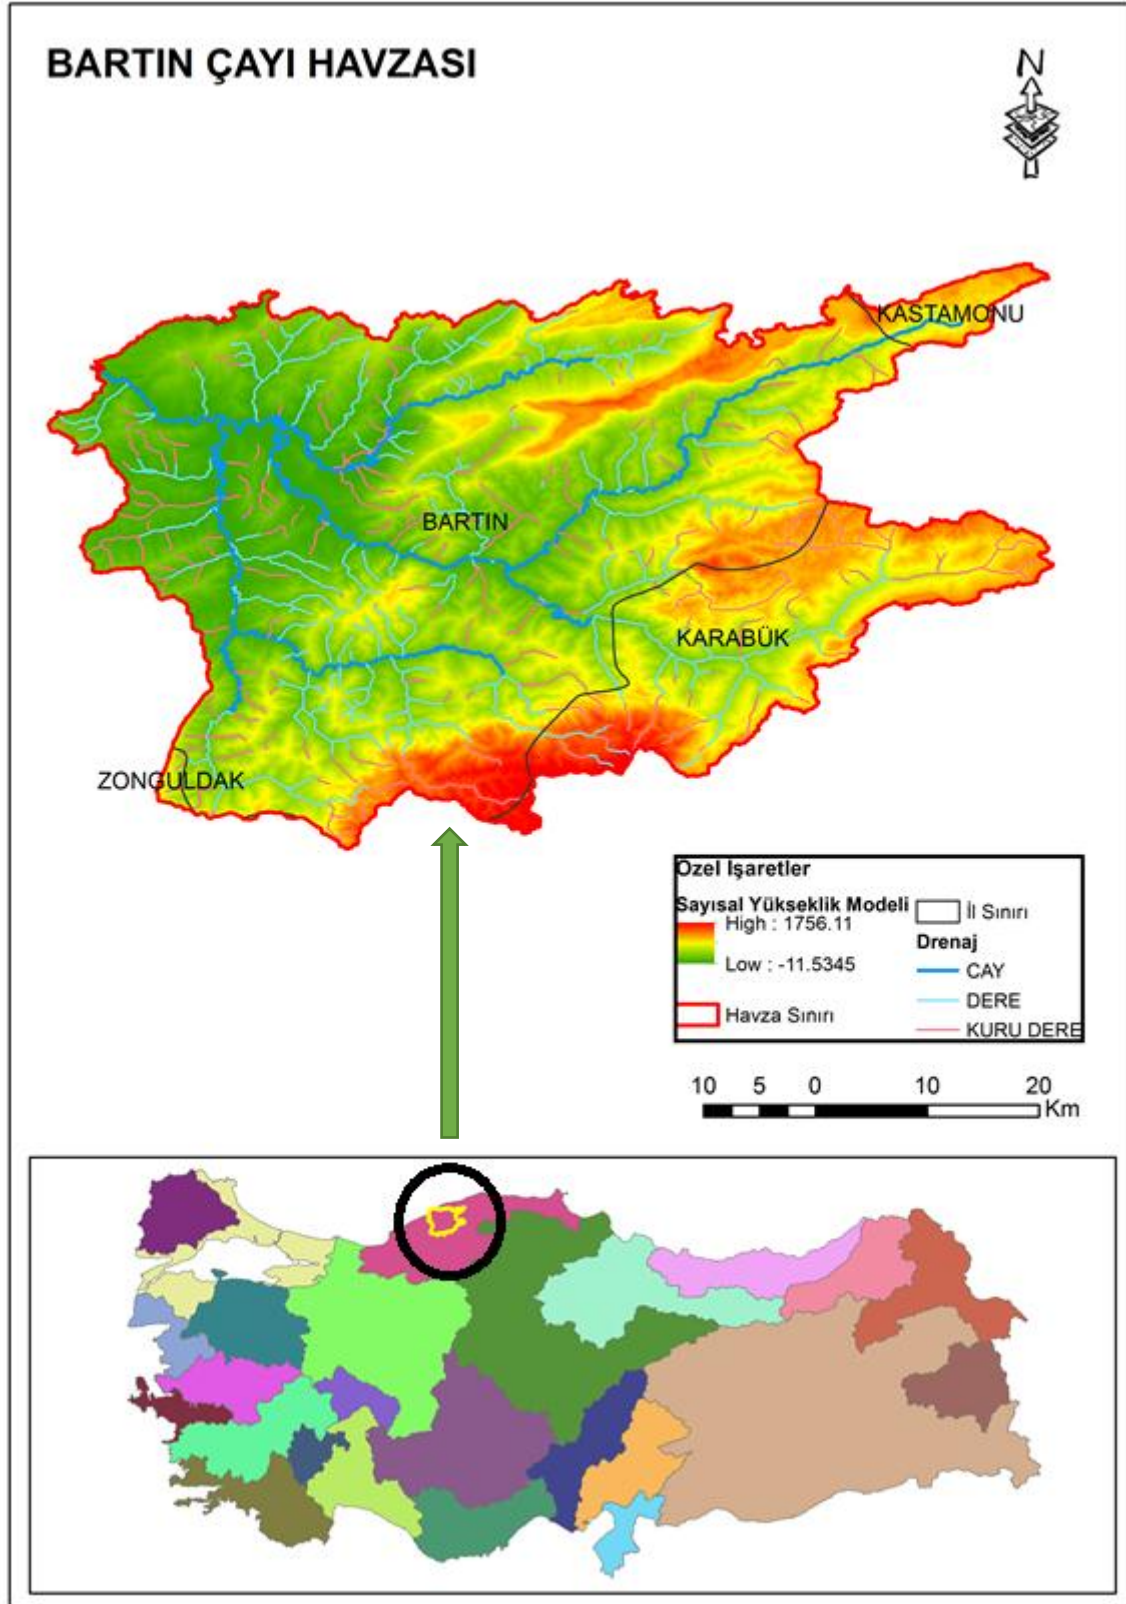 BARTIN ÇAYI HAVZASI
N
KASTAMONU
BARTIN
KARABÜK
ZONGULDAK
Özel Işaretler
Sayısal Yükseklik Modeli
High : 1756.11
Low : -11.5345
Havza Sınırı
İl Sınırı
Drenaj
CAY
DERE
KURU DERE
10 5 0 10 20
Km